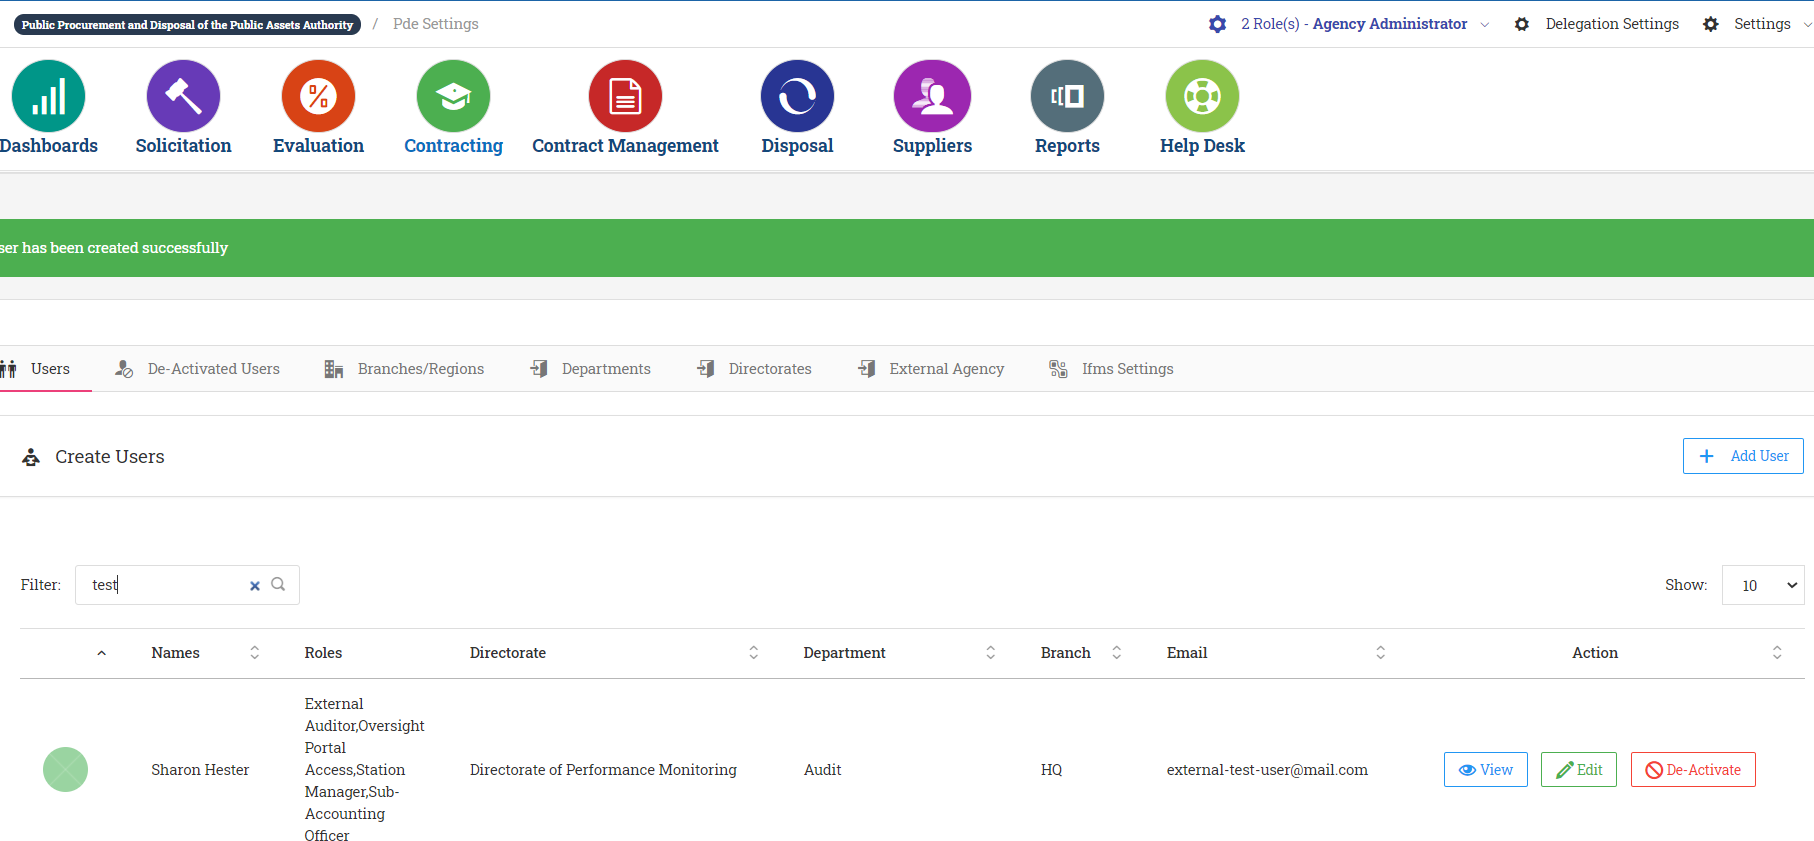 Public Procurement and Disposal of the Public Assets Authority / Pde Settings
2 Role(s) - Agency Administrator Delegation Settings Settings
Dashboards Solicitation Evaluation Contracting Contract Management Disposal Suppliers Reports Help Desk
ser has been created successfully
Users De-Activated Users Branches/Regions Departments Directorates External Agency Ifms Settings
Create Users
+ Add User
Filter: test Show: 10
Names Roles Directorate Department Branch Email Action
External
Auditor,Oversight
Portal
Sharon Hester Access,Station Directorate of Performance Monitoring Audit HQ external-test-user@mail.com View Edit De-Activate
Manager,Sub-
Accounting
Officer